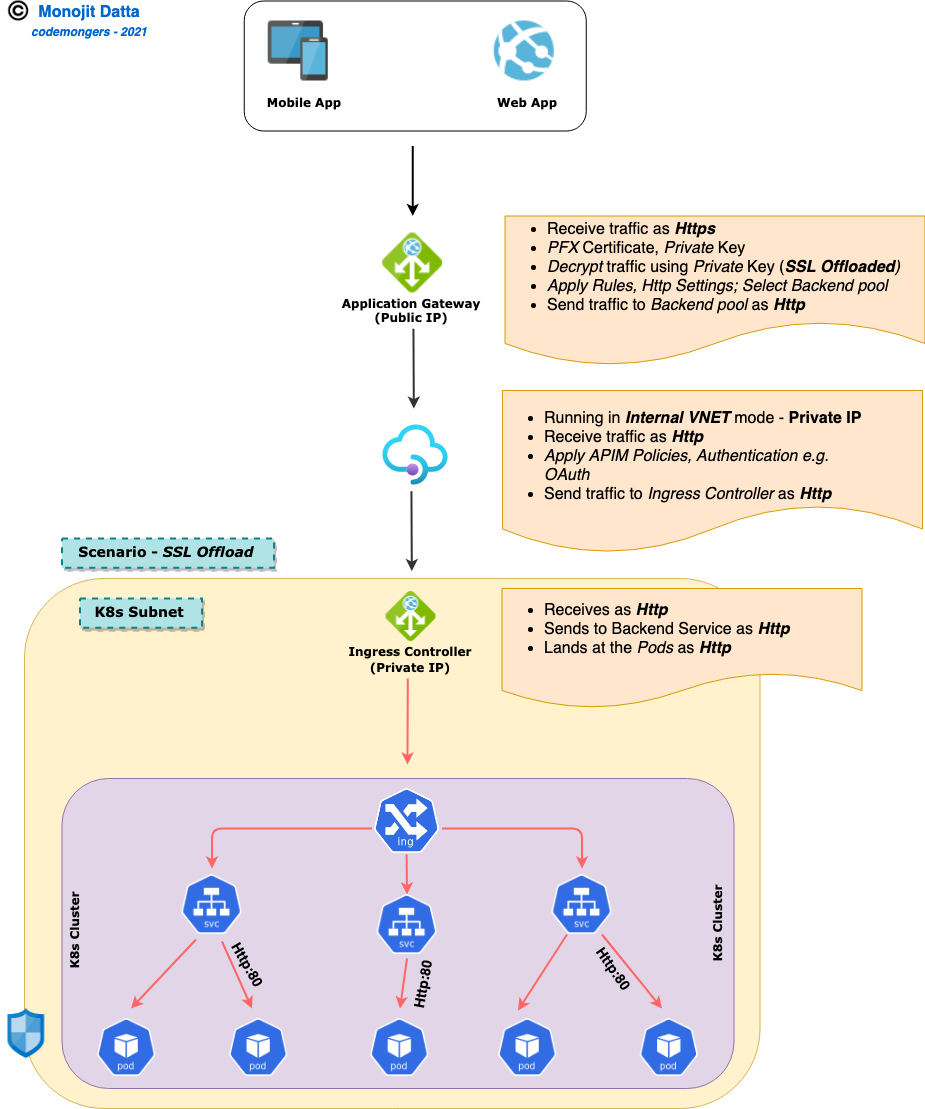 © Monojit Datta
codemongers - 2021
Mobile App
Web App
Application Gateway
(Public IP)
• Receive traffic as Https
• PFX Certificate, Private Key
• Decrypt traffic using Private Key (SSL Offloaded)
• Apply Rules, Http Settings; Select Backend pool
• Send traffic to Backend pool as Http
• Running in Internal VNET mode - Private IP
• Receive traffic as Http
• Apply APIM Policies, Authentication e.g.
OAuth
• Send traffic to Ingress Controller as Http
Scenario - SSL Offload
K8s Subnet
Ingress Controller
(Private IP)
• Receives as Http
• Sends to Backend Service as Http
• Lands at the Pods as Http
ing
K8s Cluster
K8s Cluster
svc
svc
svc
Http:80
Http:80
Http:80
pod
pod
pod
pod
pod